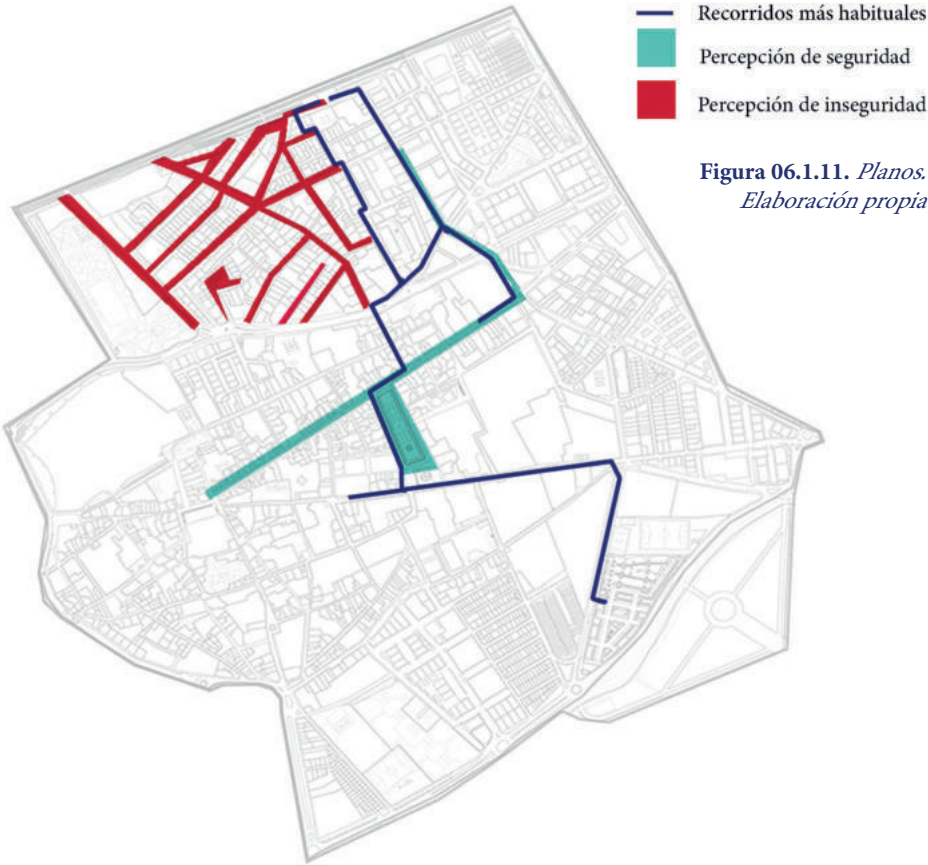 Recorridos más habituales
Percepción de seguridad
Percepción de inseguridad
Figura 06.1.11. Planos.
Elaboración propia